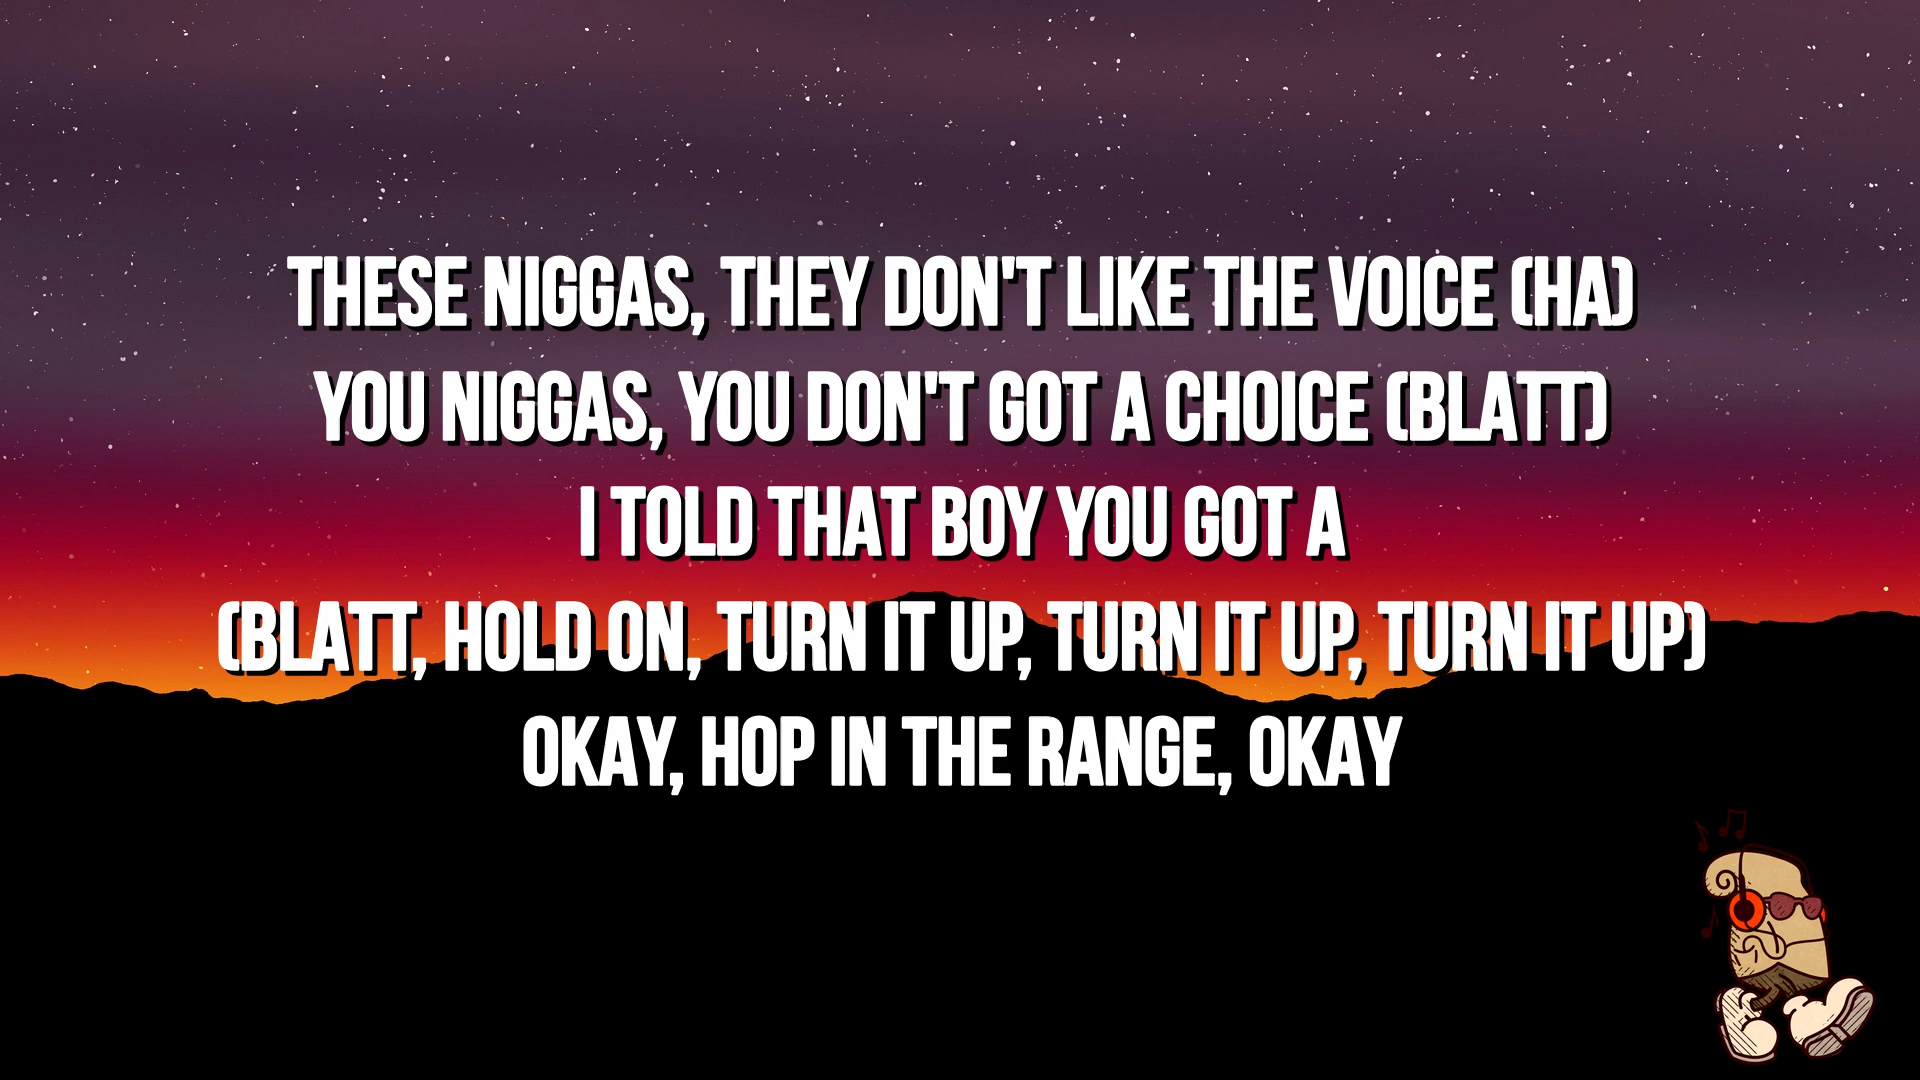 THESE NIGGAS, THEY DON'T LIKE THE VOICE (HA)
YOU NIGGAS, YOU DON'T GOT A CHOICE (BLATT)
I TOLD THAT BOY YOU GOT A
(BLATT, HOLD ON, TURN IT UP, TURN IT UP, TURN IT UP)
OKAY, HOP IN THE RANGE, OKAY